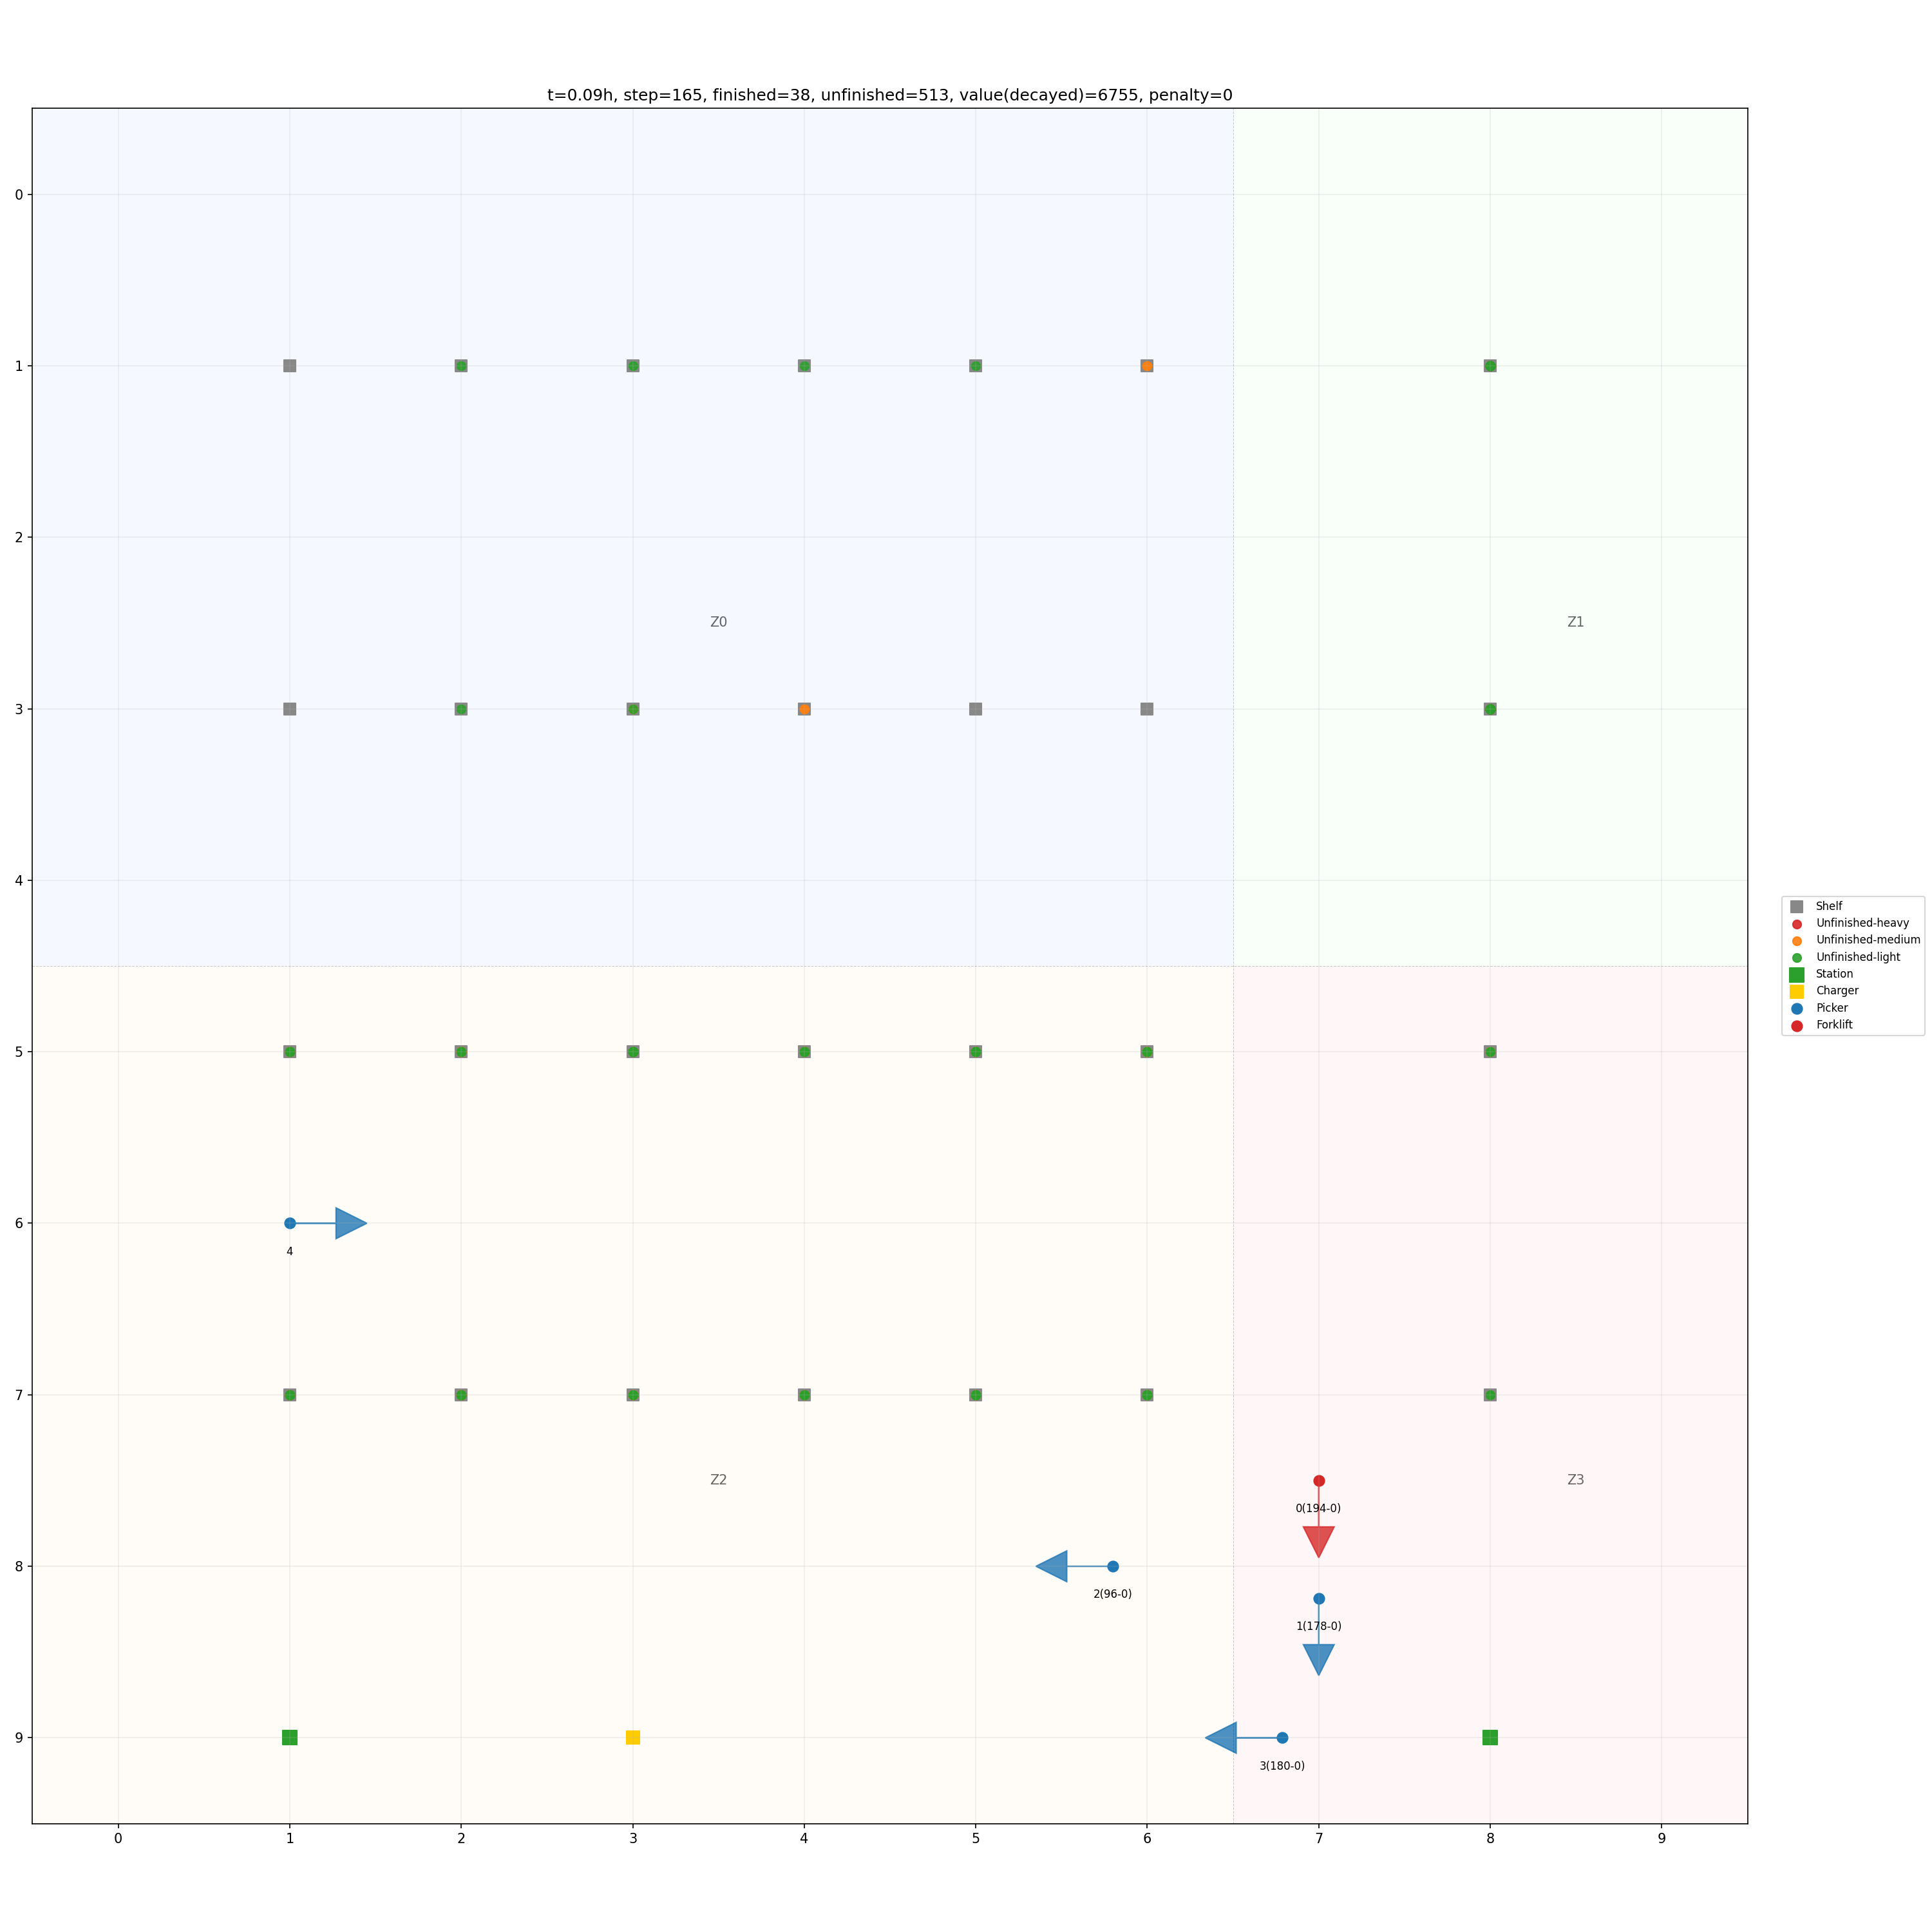 t=0.09h, step=165, finished=38, unfinished=513, value(decayed)=6755, penalty=0
0
1
2
Z0
Z1
3
4
Shelf
Unfinished-heavy
Unfinished-medium
Unfinished-light
Station
Charger
Picker
Forklift
5
6
4
7
Z2
Z3
0(194-0)
8
2(96-0)
1(178-0)
9
3(180-0)
0 1 2 3 4 5 6 7 8 9